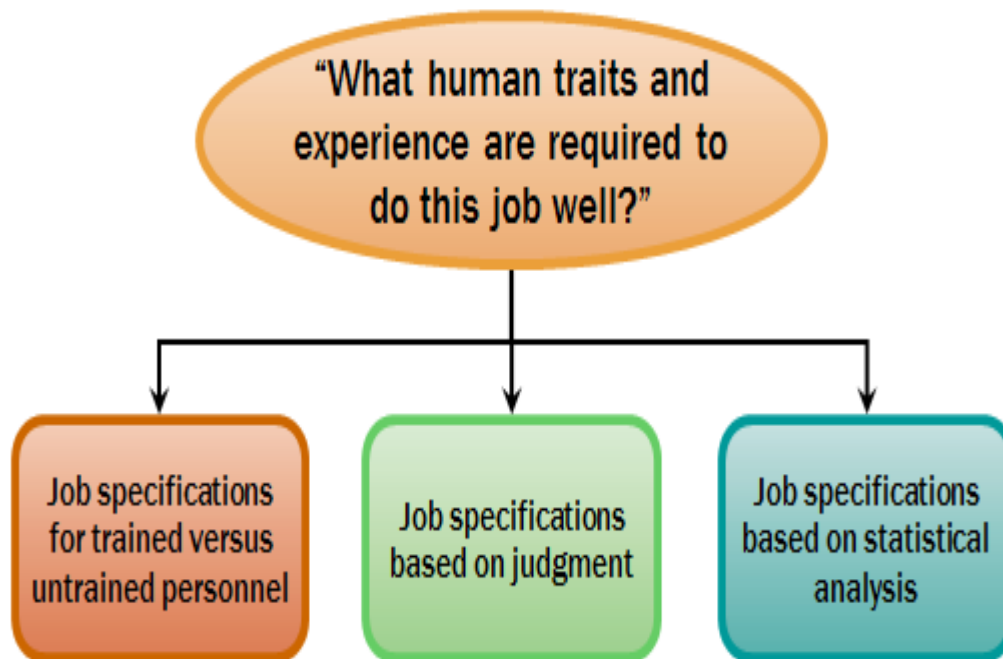 “What human traits and
experience are required to
do this job well?”
Job specifications
for trained versus
untrained personnel
Job specifications
based on judgment
Job specifications
based on statistical
analysis